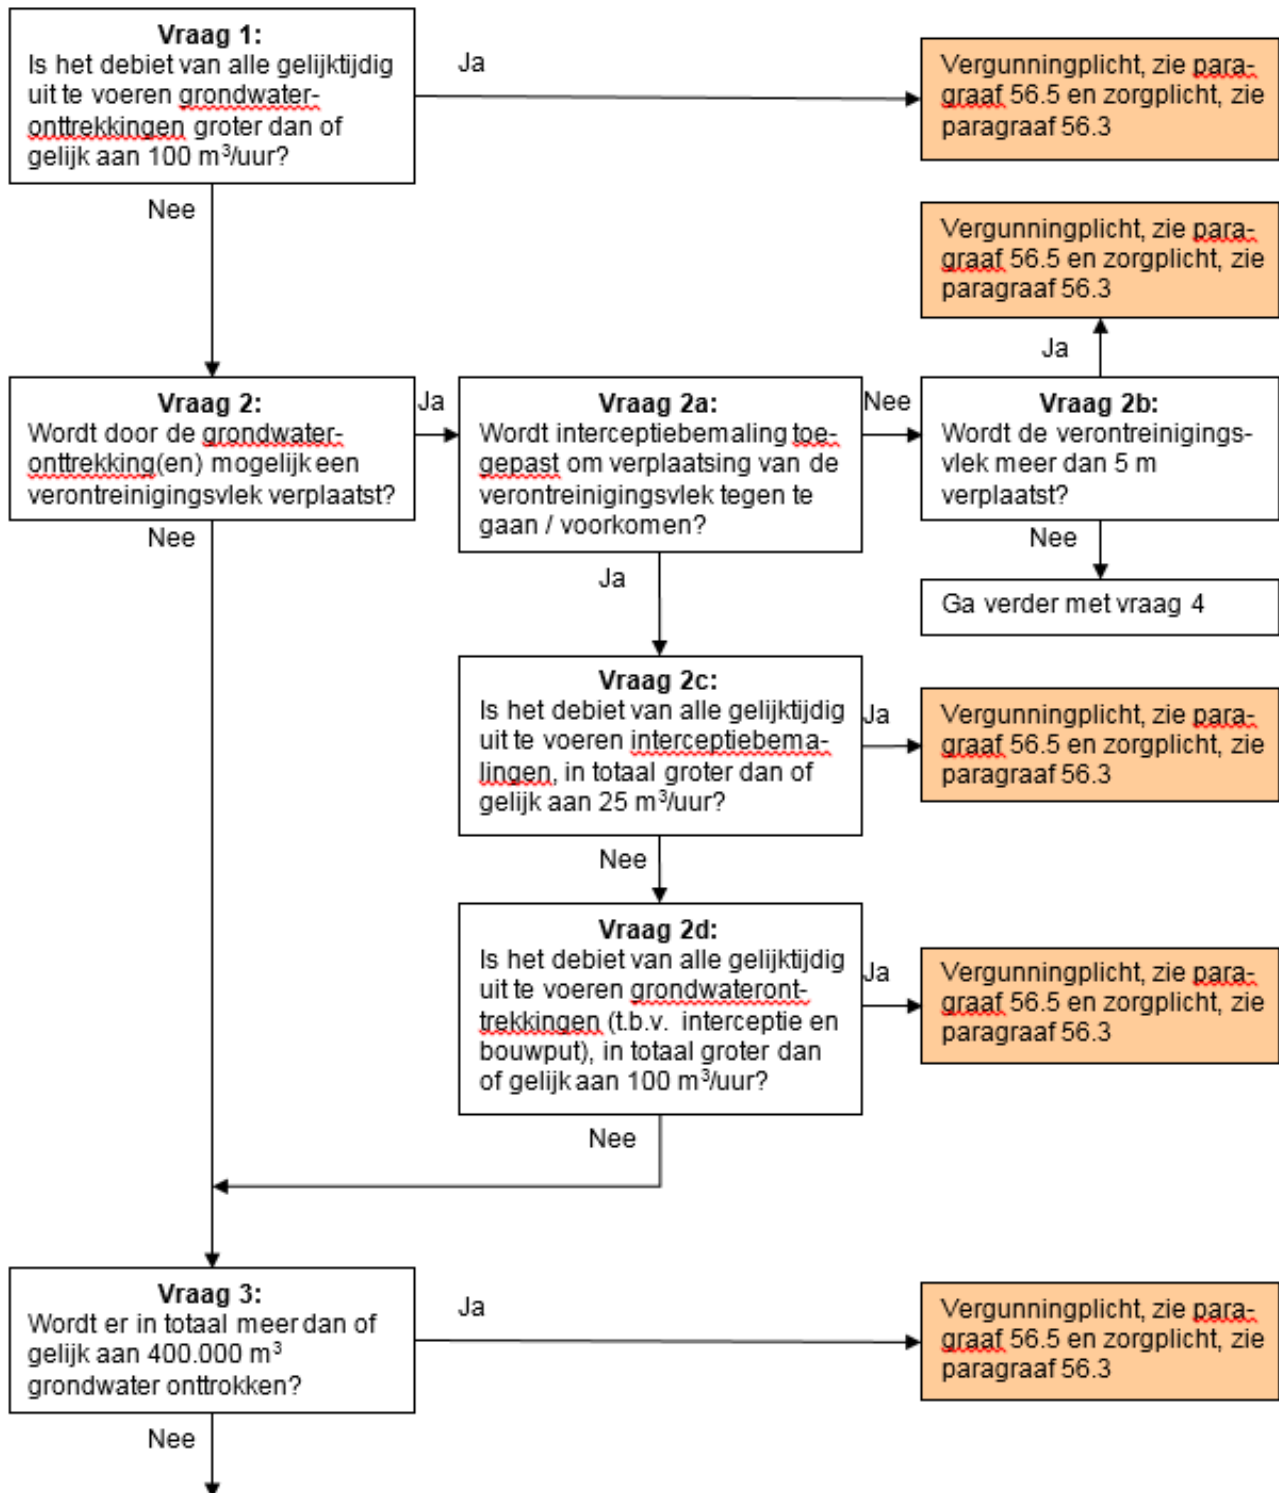 Vraag 1:
Is het debiet van alle gelijktijdig
uit te voeren grondwater-
onttrekkingen groter dan of
gelijk aan 100 m³/uur?
Ja
Vergunningplicht, zie para-
graaf 56.5 en zorgplicht, zie
paragraaf 56.3
Nee
Vergunningplicht, zie para-
graaf 56.5 en zorgplicht, zie
paragraaf 56.3
Ja
Vraag 2:
Wordt door de grondwater-
onttrekking(en) mogelijk een
verontreinigingsvlek verplaatst?
Ja
Vraag 2a:
Wordt interceptiebemaling toe-
gepast om verplaatsing van de
verontreinigingsvlek tegen te
gaan / voorkomen?
Nee
Vraag 2b:
Wordt de verontreinigings-
vlek meer dan 5 m
verplaatst?
Nee
Nee
Ga verder met vraag 4
Ja
Vraag 2c:
Is het debiet van alle gelijktijdig
uit te voeren interceptiebema-
lingen, in totaal groter dan of
gelijk aan 25 m³/uur?
Ja
Vergunningplicht, zie para-
graaf 56.5 en zorgplicht, zie
paragraaf 56.3
Nee
Vraag 2d:
Is het debiet van alle gelijktijdig
uit te voeren grondwateront-
trekkingen (t.b.v. interceptie en
bouwput), in totaal groter dan
of gelijk aan 100 m³/uur?
Ja
Vergunningplicht, zie para-
graaf 56.5 en zorgplicht, zie
paragraaf 56.3
Nee
Vraag 3:
Wordt er in totaal meer dan of
gelijk aan 400.000 m³
grondwater onttrokken?
Ja
Vergunningplicht, zie para-
graaf 56.5 en zorgplicht, zie
paragraaf 56.3
Nee